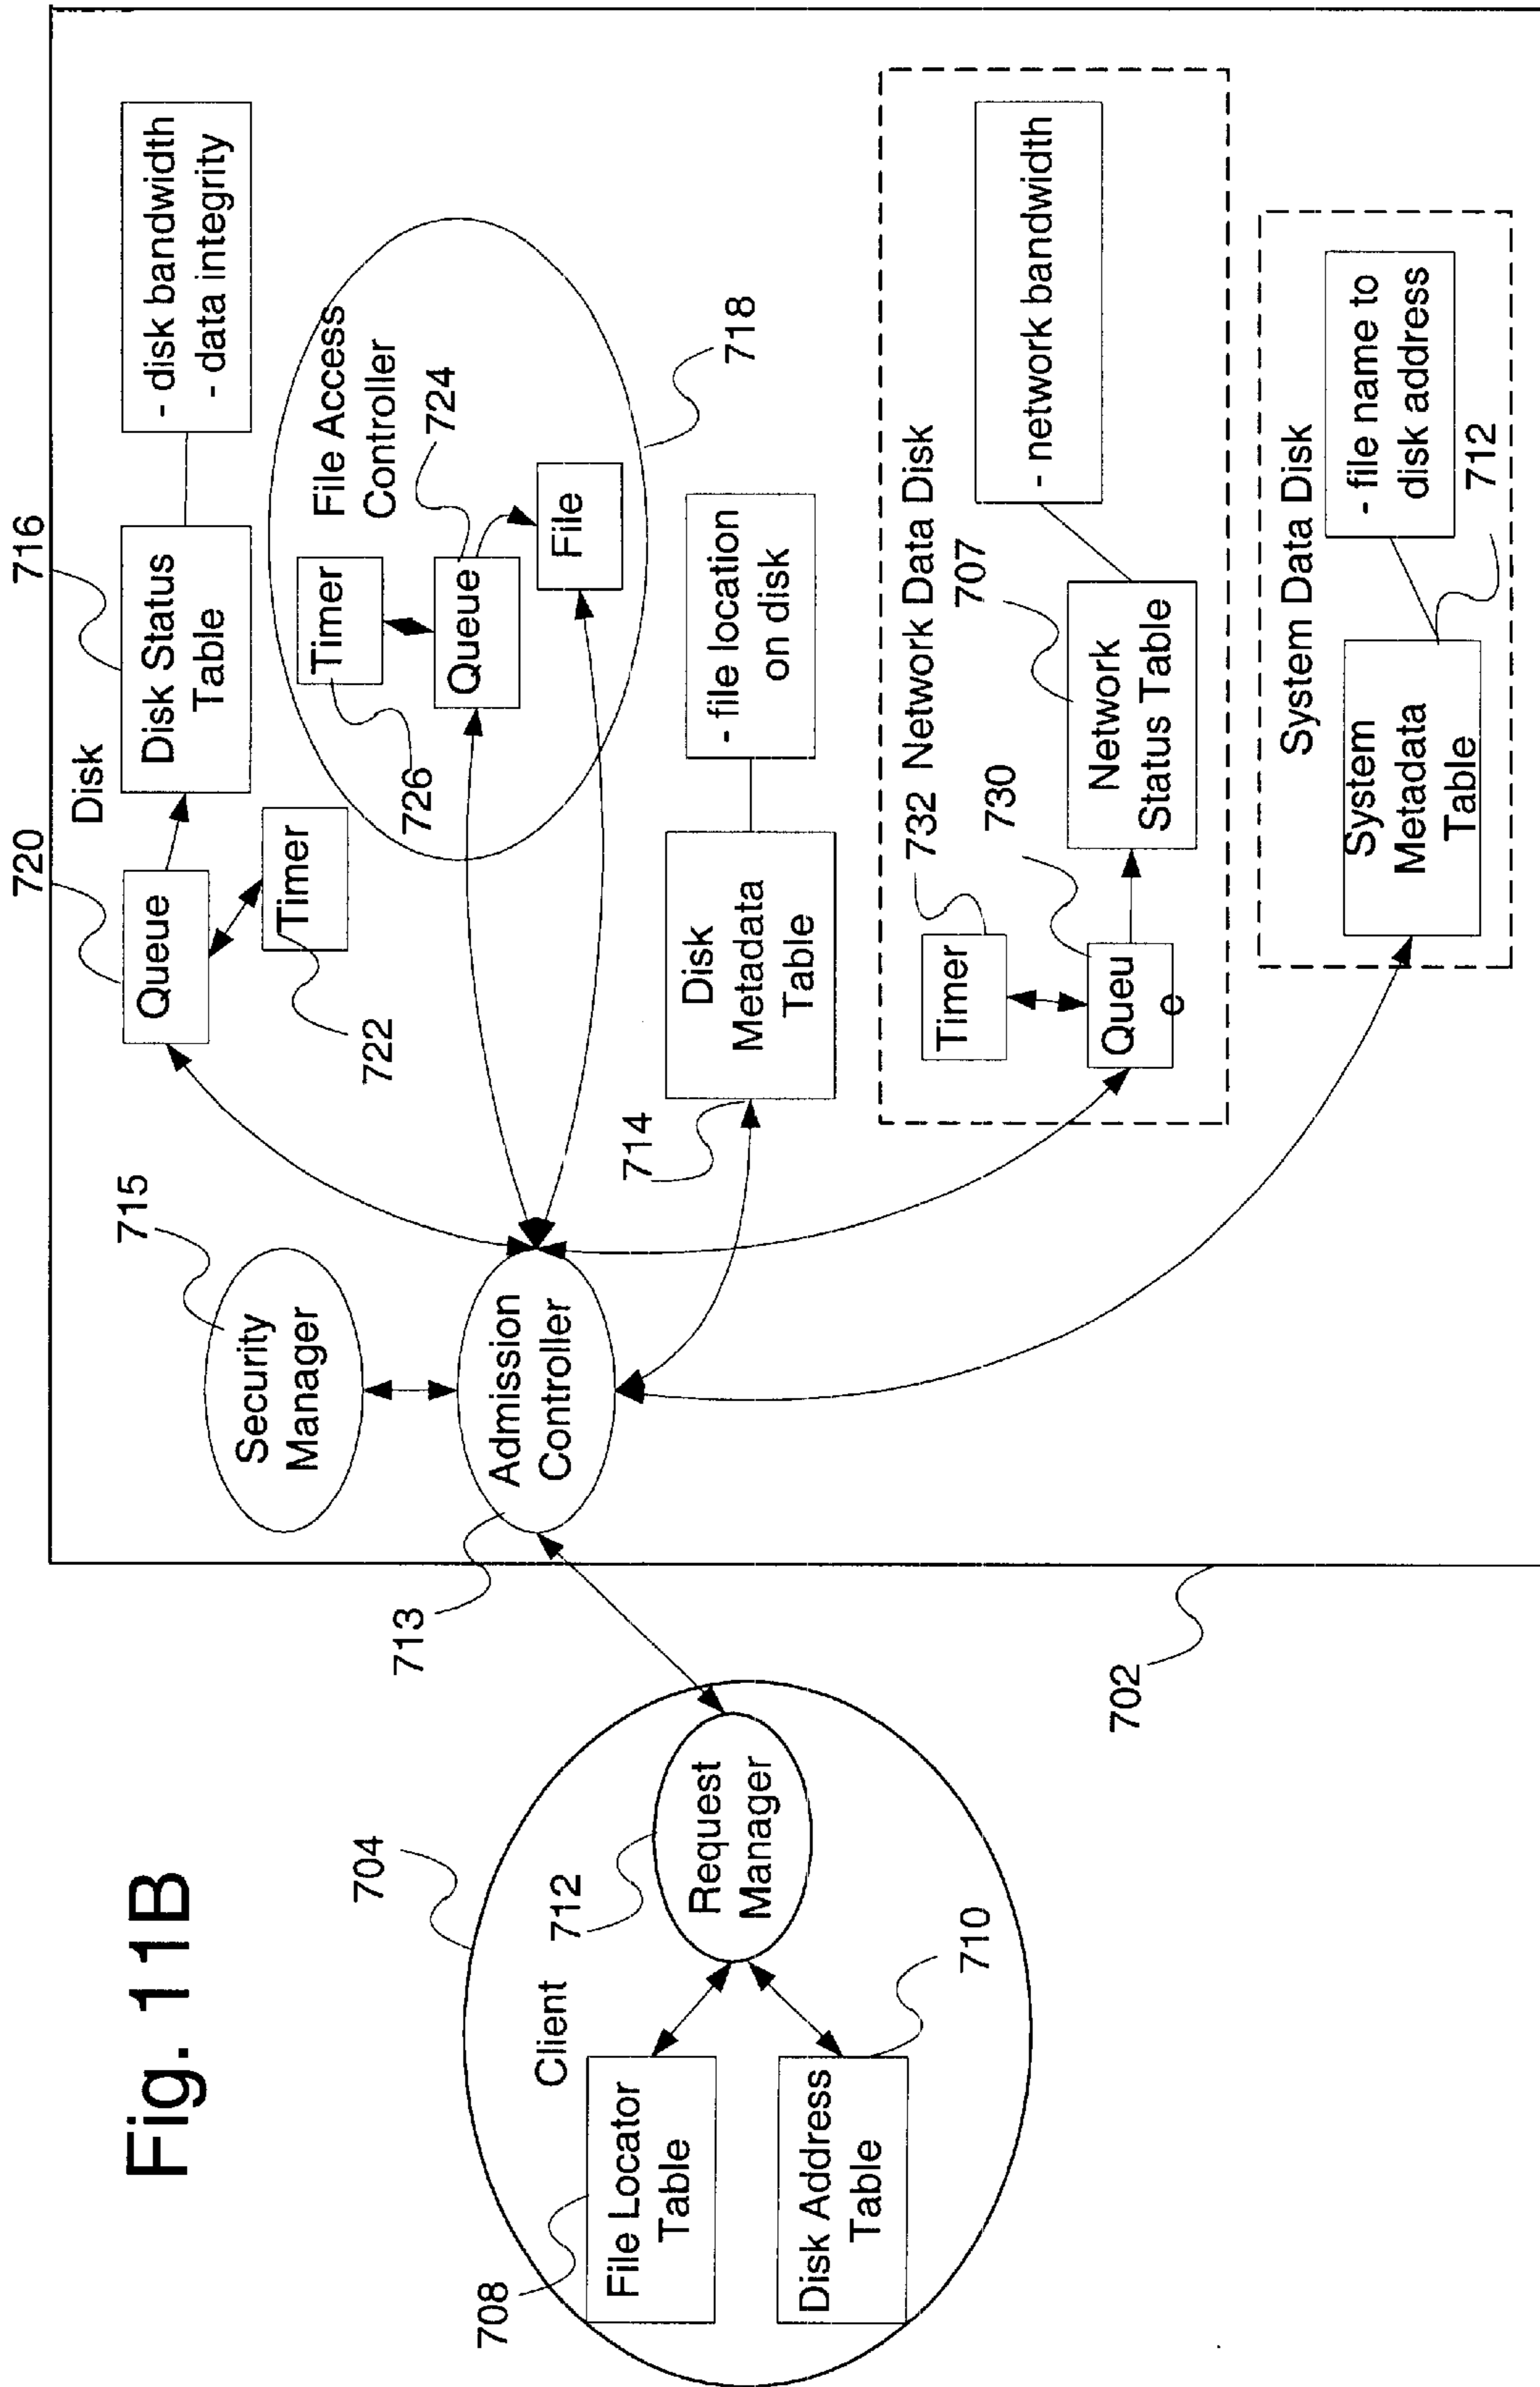 Fig. 11B
704
Client
708
File Locator
Table
Disk Address
Table
710
712
Request
Manager
713
702
Admission
Controller
715
Security
Manager
720
Queue
722
Timer
Disk
716
Disk Status
Table
- disk bandwidth
- data integrity
File Access
Controller
726
Timer
724
Queue
File
718
714
Disk
Metadata
Table
- file location
on disk
732
Network Data Disk
Timer
730
Queu
e
707
Network
Status Table
- network bandwidth
System Data Disk
System
Metadata
Table
- file name to
disk address
712